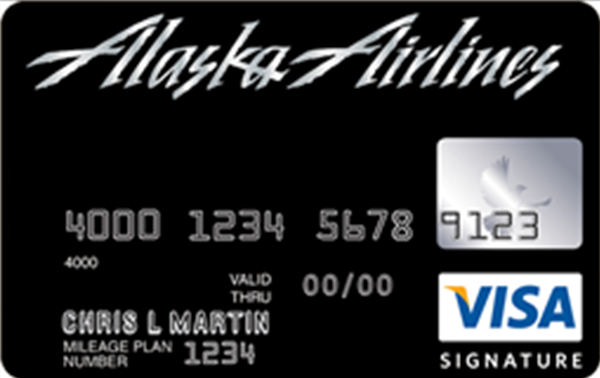 Alaska Airlines
4000 1234 5678 9123
4000
VALID THRU 00/00
CHRIS L MARTIN
MILEAGE PLAN NUMBER 1234
VISA
SIGNATURE